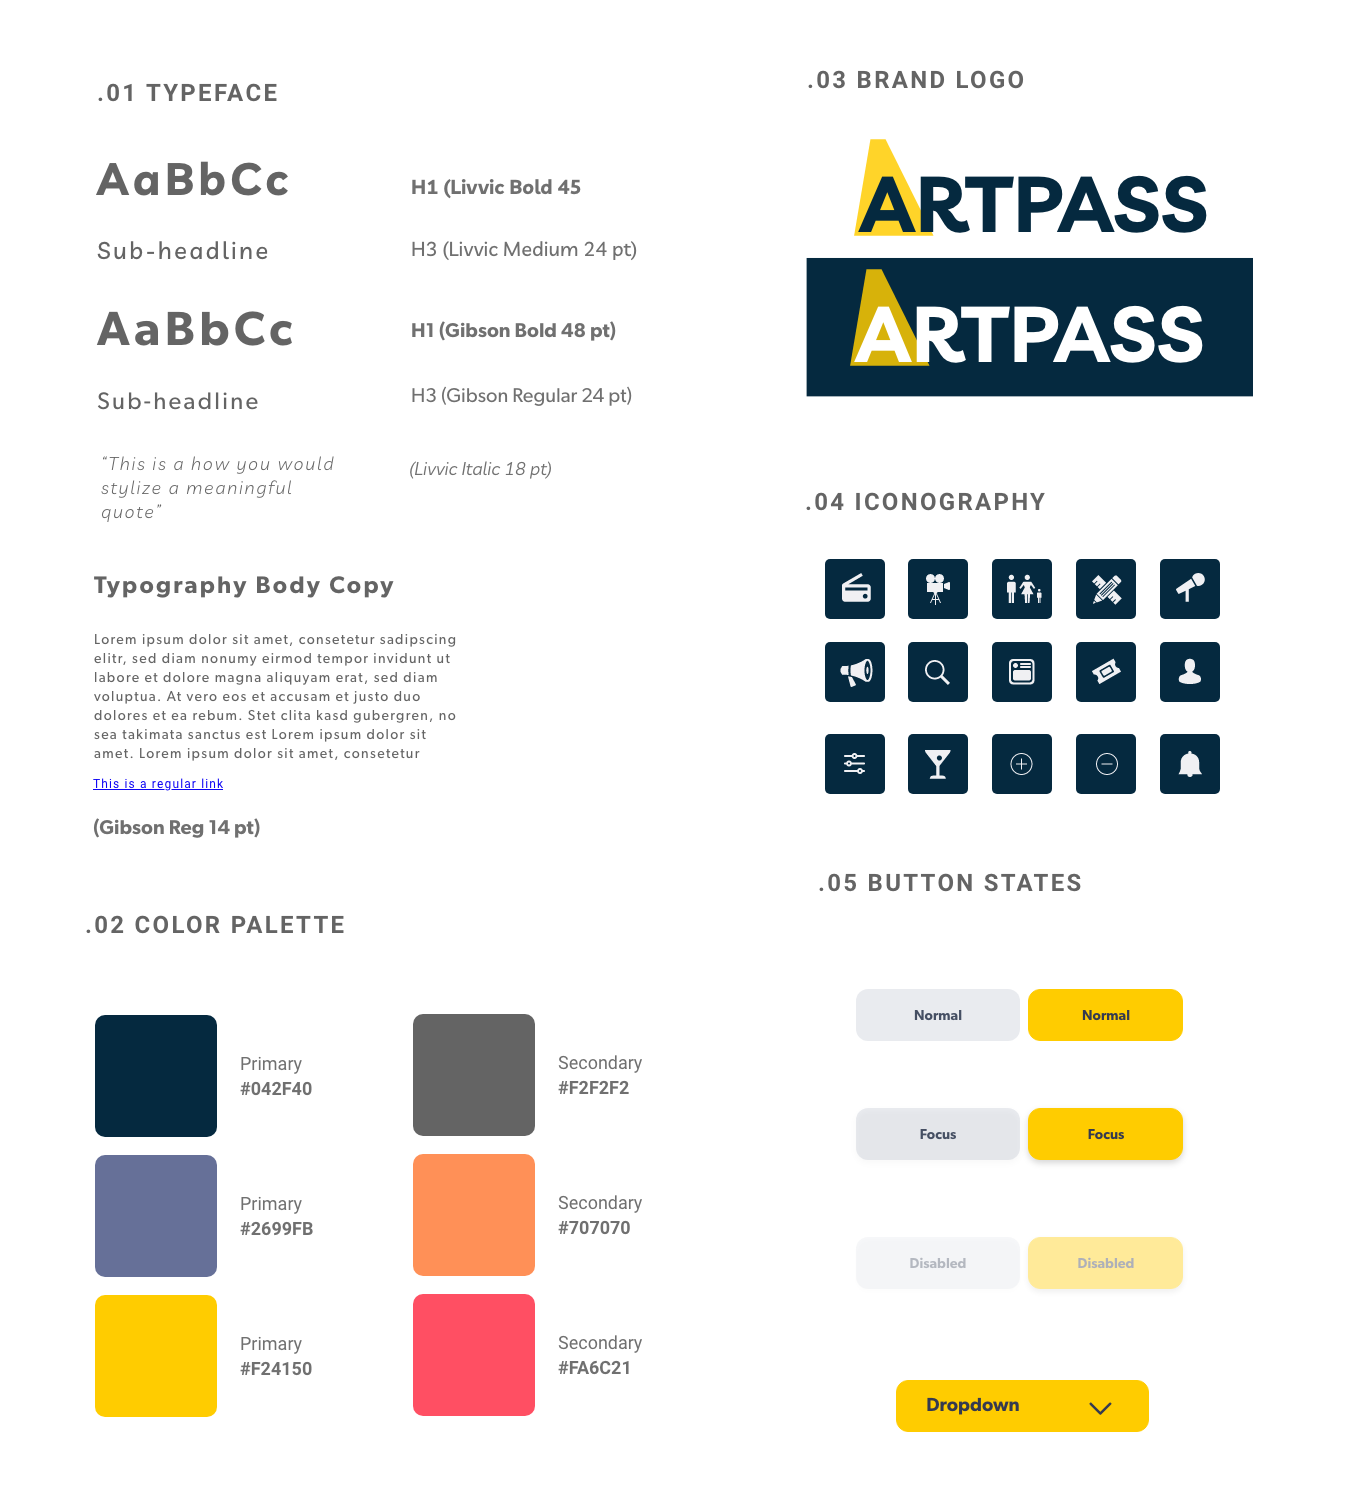 .01 TYPEFACE
AaBbCc
H1 (Livvic Bold 45
Sub-headline
H3 (Livvic Medium 24 pt)
AaBbCc
H1 (Gibson Bold 48 pt)
Sub-headline
H3 (Gibson Regular 24 pt)
“This is a how you would
stylize a meaningful
quote”
(Livvic Italic 18 pt)
Typography Body Copy
Lorem ipsum dolor sit amet, consetetur sadipscing
elitr, sed diam nonumy eirmod tempor invidunt ut
labore et dolore magna aliquyam erat, sed diam
voluptua. At vero eos et accusam et justo duo
dolores et ea rebum. Stet clita kasd gubergren, no
sea takimata sanctus est Lorem ipsum dolor sit
amet. Lorem ipsum dolor sit amet, consetetur
This is a regular link
(Gibson Reg 14 pt)
.02 COLOR PALETTE
Primary
#042F40
Secondary
#F2F2F2
Primary
#2699FB
Secondary
#707070
Primary
#F24150
Secondary
#FA6C21
.03 BRAND LOGO
ARTPASS
ARTPASS
.04 ICONOGRAPHY
.05 BUTTON STATES
Normal
Normal
Focus
Focus
Disabled
Disabled
Dropdown